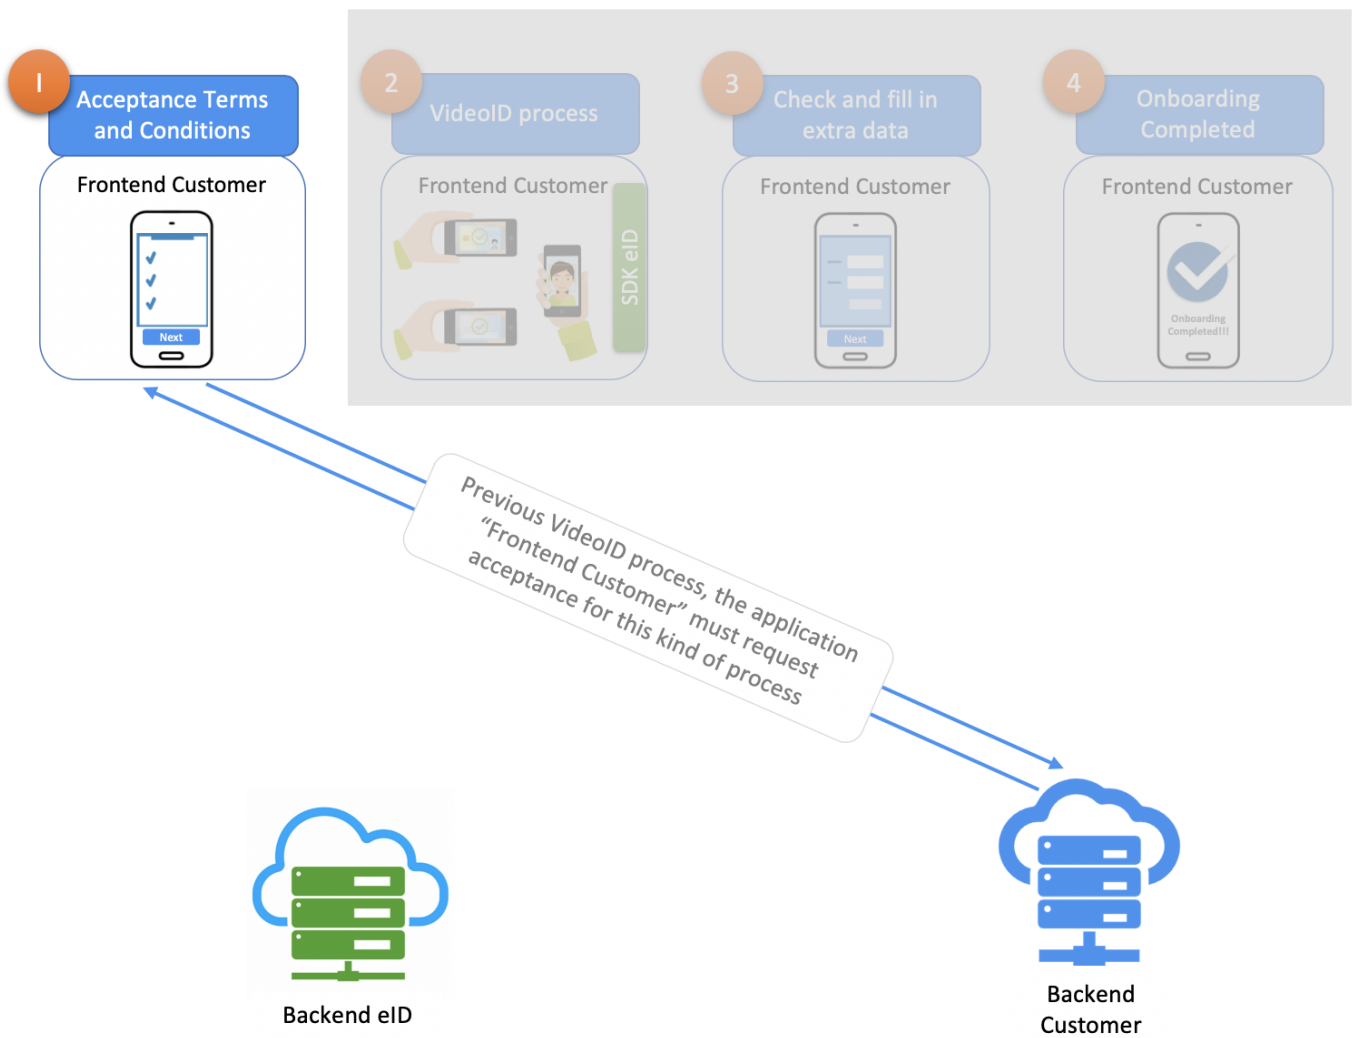 1
Acceptance Terms
and Conditions
Frontend Customer
Next
2
VideoID process
Frontend Customer
SDK eID
3
Check and fill in
extra data
Frontend Customer
Next
4
Onboarding
Completed
Frontend Customer
Onboarding
Completed!!!
Previous VideoID process, the application
“Frontend Customer” must request
acceptance for this kind of process
Backend eID
Backend
Customer